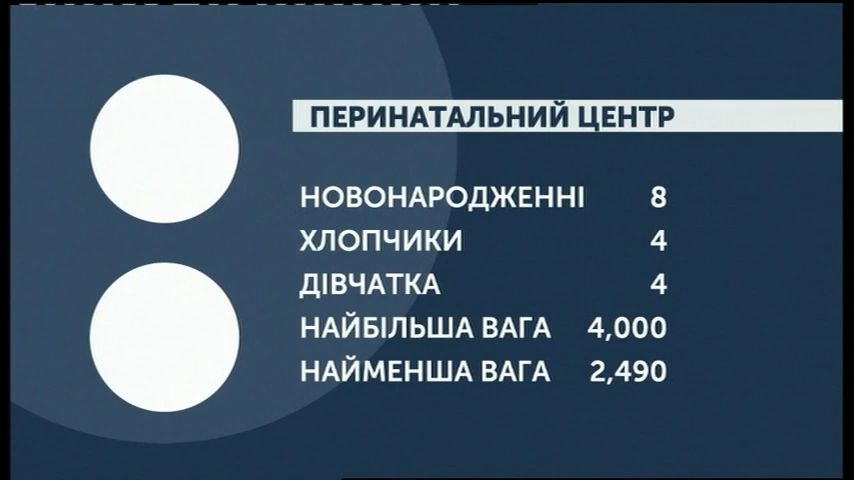 ПЕРИНАТАЛЬНИЙ ЦЕНТР
НОВОНАРОДЖЕННІ 8
ХЛОПЧИКИ 4
ДІВЧАТКА 4
НАЙБІЛЬША ВАГА 4,000
НАЙМЕНША ВАГА 2,490